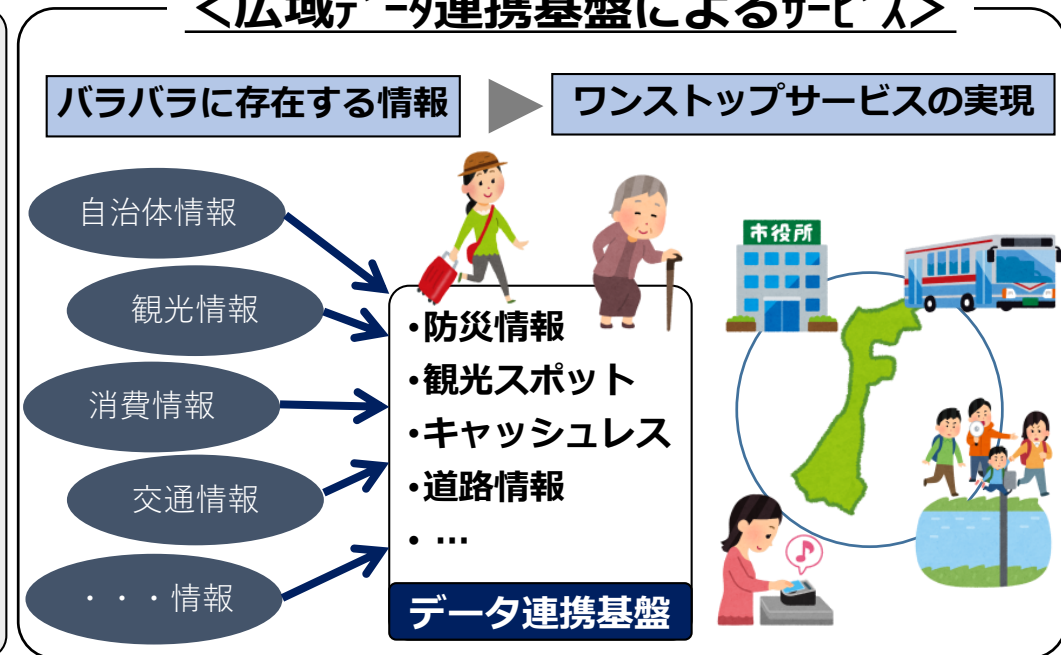 <広域ﾃﾞｰﾀ連携基盤によるｻｰﾋﾞｽ>
バラバラに存在する情報
ワンストップサービスの実現
自治体情報
観光情報
消費情報
交通情報
・・・情報
・防災情報
・観光スポット
・キャッシュレス
・道路情報
・ …
データ連携基盤
市役所